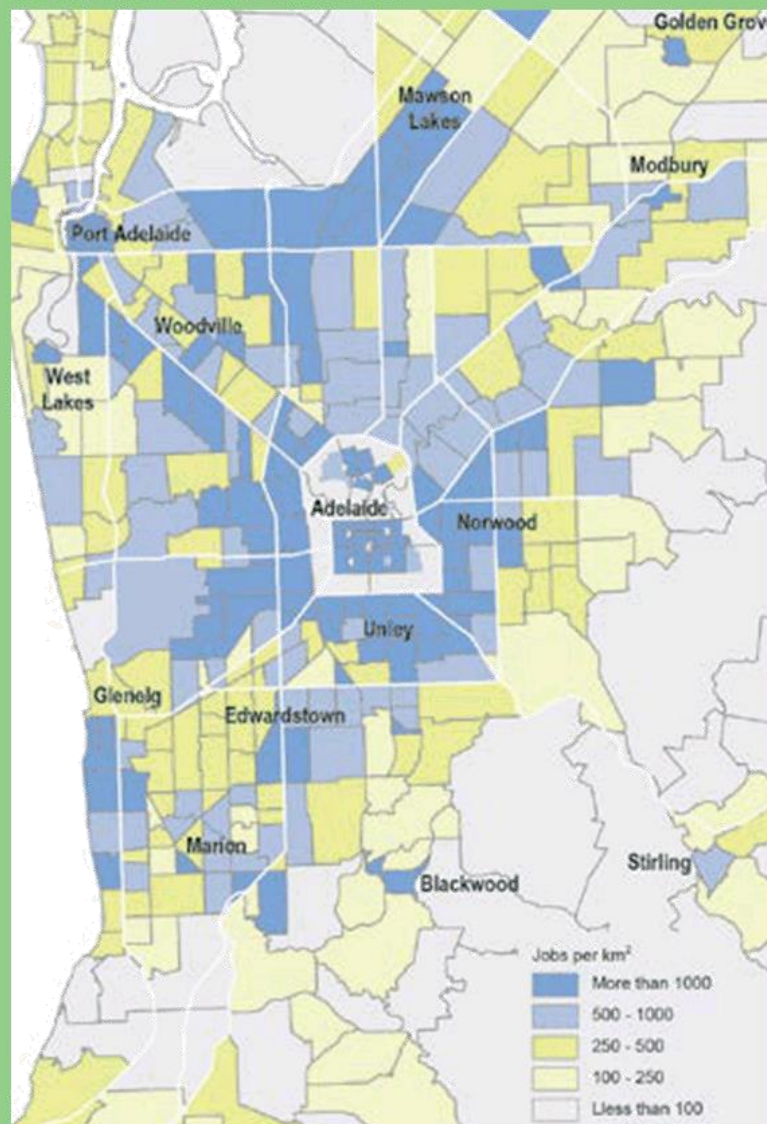 Golden Grov
Mawson
Lakes
Modbury
Port Adelaide
Woodville
West
Lakes
Adelaide
Norwood
Unley
Glenelg
Edwardstown
Marion
Blackwood
Stirling
Jobs per km²
More than 1000
500 - 1000
250 - 500
100 - 250
Lless than 100